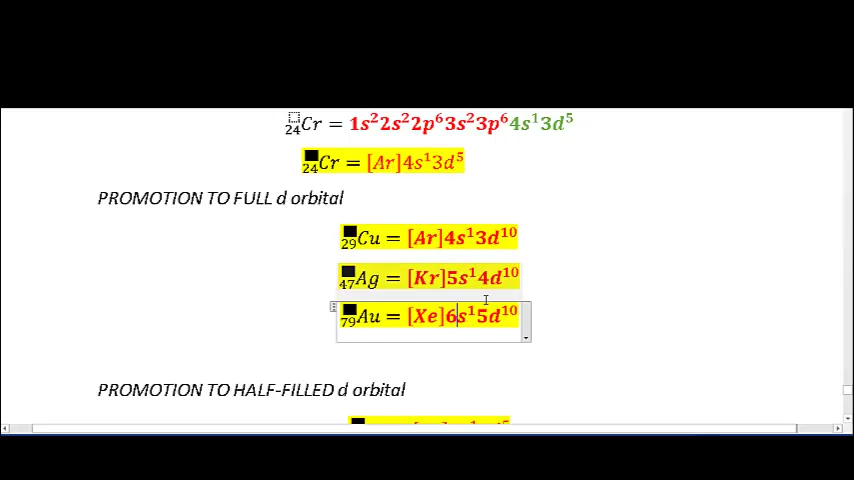 ₂₄Cr = 1s²2s²2p⁶3s²3p⁶4s¹3d⁵
₂₄Cr = [Ar]4s¹3d⁵
PROMOTION TO FULL d orbital
₂₉Cu = [Ar]4s¹3d¹⁰
₄₇Ag = [Kr]5s¹4d¹⁰
₇₉Au = [Xe]6s¹5d¹⁰
PROMOTION TO HALF-FILLED d orbital